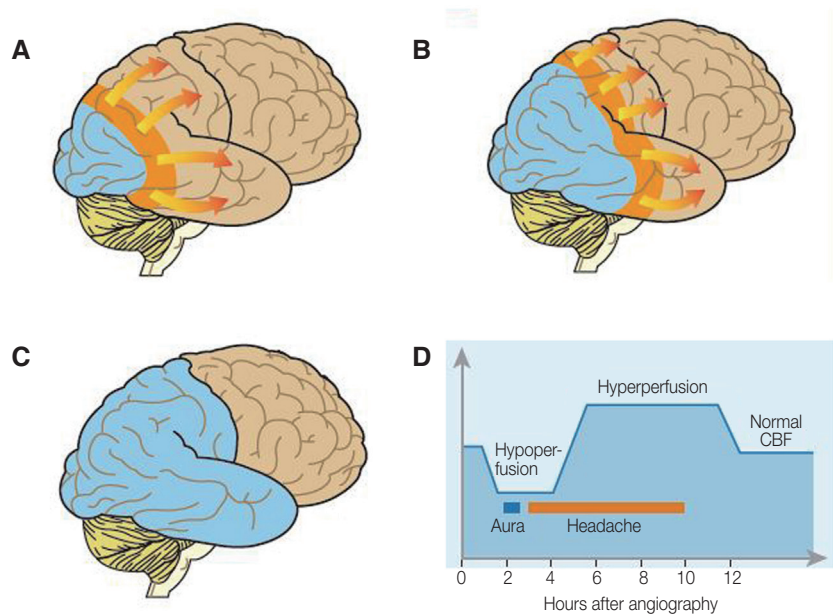 A
B
C
D
Hyperperfusion
Normal
CBF
Hypoper-
fusion
Aura
Headache
0 2 4 6 8 10 12
Hours after angiography